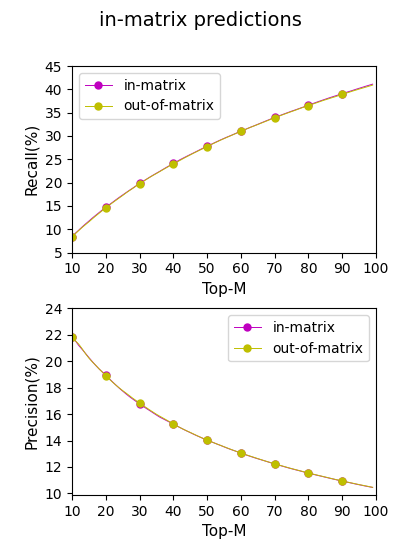 in-matrix predictions
45
40
35
30
25
20
15
10
5
Recall(%)
in-matrix
out-of-matrix
10 20 30 40 50 60 70 80 90 100
Top-M
24
22
20
18
16
14
12
10
Precision(%)
in-matrix
out-of-matrix
10 20 30 40 50 60 70 80 90 100
Top-M